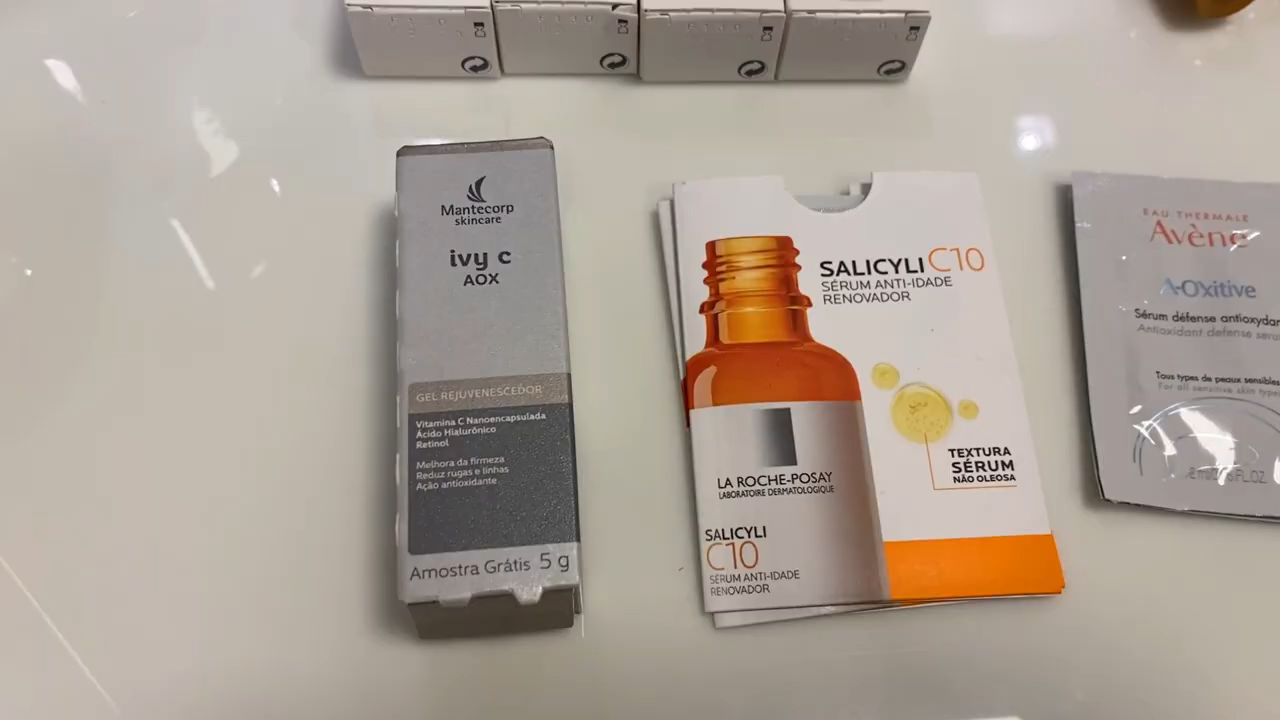 Mantecorp
skincare
ivy c
AOX
GEL REJUVENESCEDOR
Vitamina C Nanoencapsulada
Ácido Hialurônico
Retinol
Melhora da firmeza
Reduz rugas e linhas
Ação antioxidante
Amostra Grátis 5 g
SALICYLI C10
SÉRUM ANTI-IDADE
RENOVADOR
TEXTURA
SÉRUM
NÃO OLEOSA
LA ROCHE-POSAY
LABORATOIRE DERMATOLOGIQUE
SALICYLI
C10
SÉRUM ANTI-IDADE
RENOVADOR
EAU THERMALE
Avène
A-Oxitive
Sérum défense antioxydan
Antioxidant defense seru
Tous types de peaux sensibles
For all sensitive skin types
FL.OZ